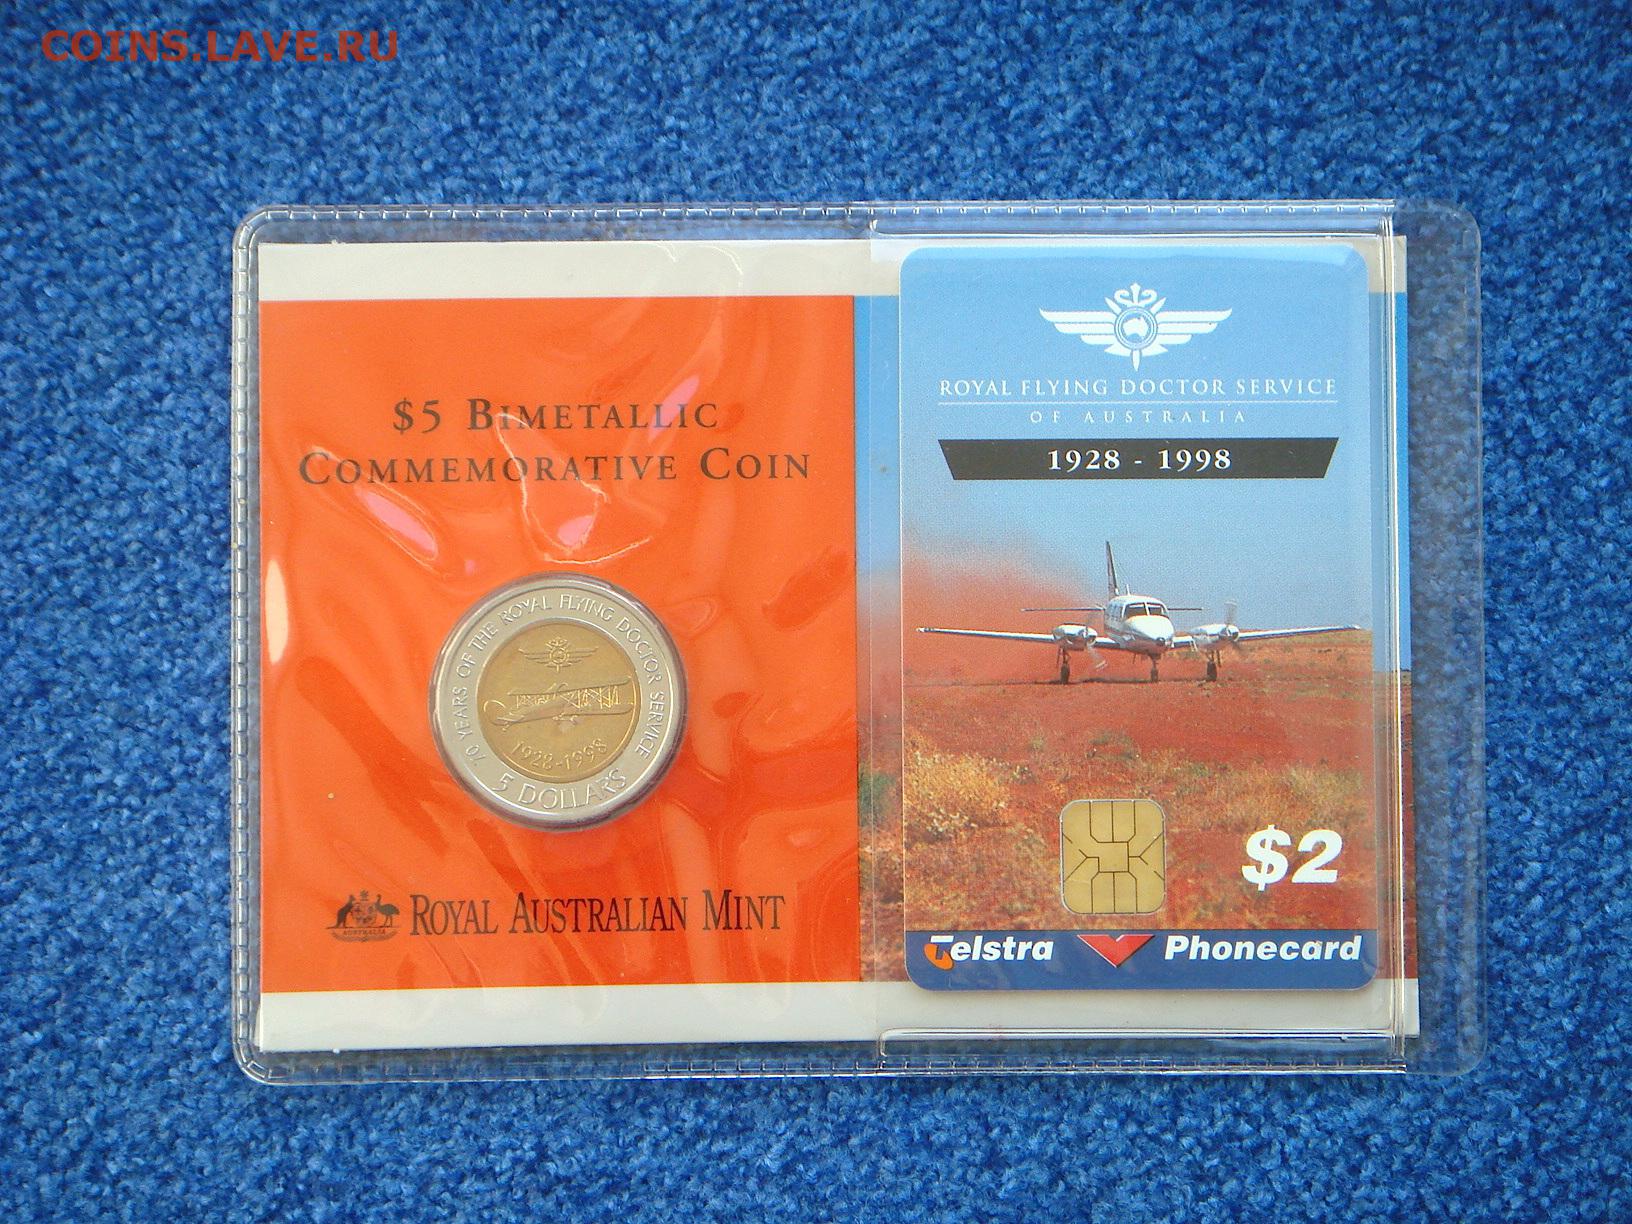 COINS.LAVE.RU
$5 BIMETALLIC
COMMEMORATIVE COIN
70 YEARS OF THE ROYAL FLYING DOCTOR SERVICE
1928-1998
5 DOLLARS
AUSTRALIA
ROYAL AUSTRALIAN MINT
ROYAL FLYING DOCTOR SERVICE
OF AUSTRALIA
1928 - 1998
$2
Telstra Phonecard